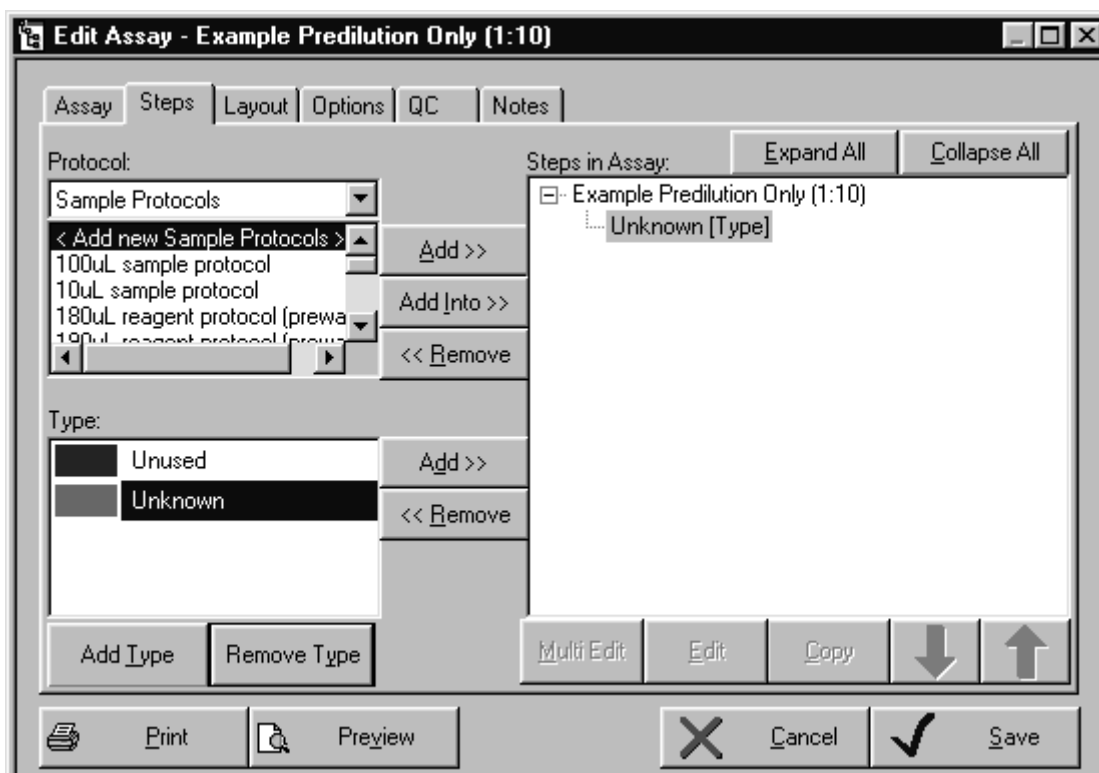 Edit Assay - Example Predilution Only (1:10)
Assay Steps Layout Options QC Notes
Protocol:
Sample Protocols
< Add new Sample Protocols >
100uL sample protocol
10uL sample protocol
180uL reagent protocol (prewa
Add >>
Add Into >>
<< Remove
Type:
Unused
Unknown
Add >>
<< Remove
Add Type Remove Type
Steps in Assay:
Expand All Collapse All
Example Predilution Only (1:10)
Unknown [Type]
Multi Edit Edit Copy
Print Preview Cancel Save